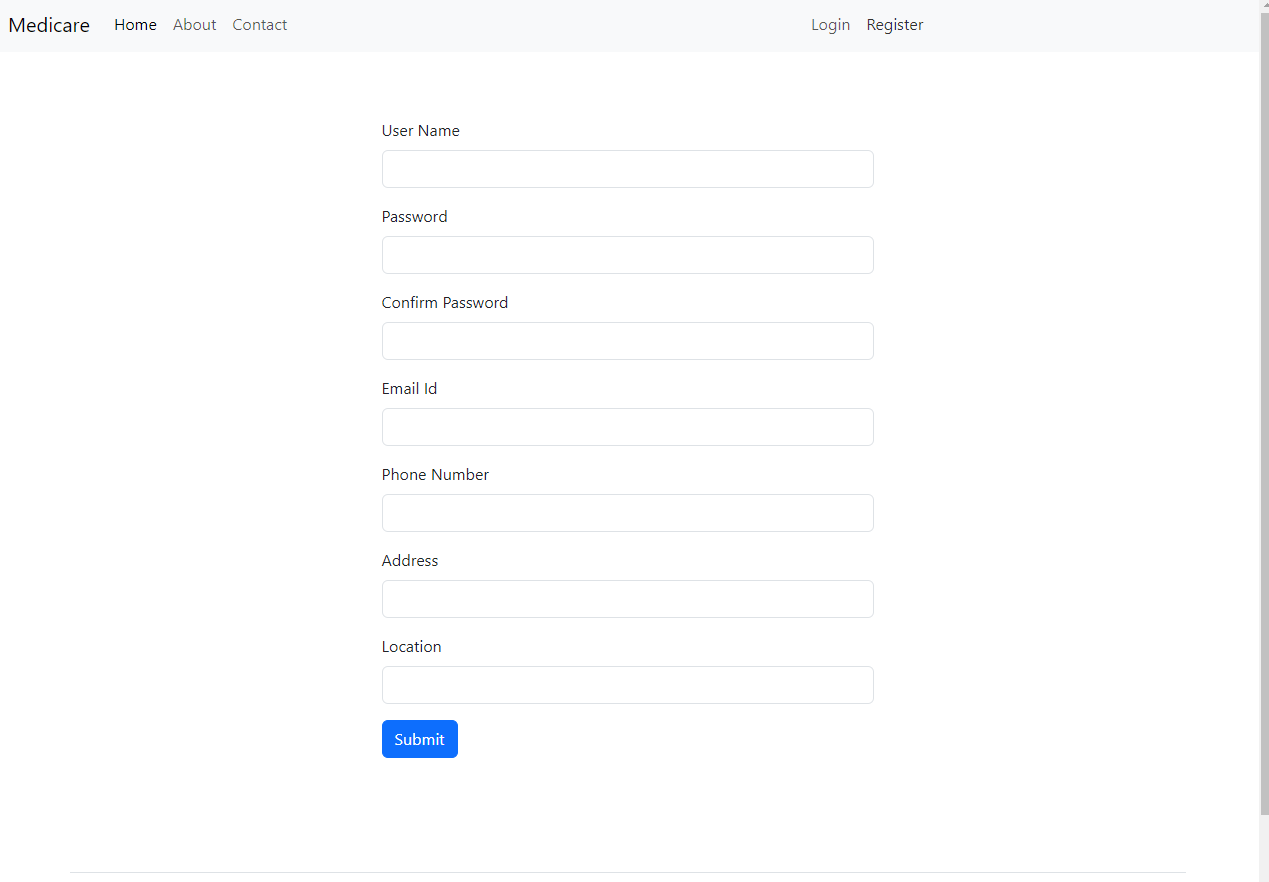 Medicare Home About Contact Login Register
User Name
Password
Confirm Password
Email Id
Phone Number
Address
Location
Submit